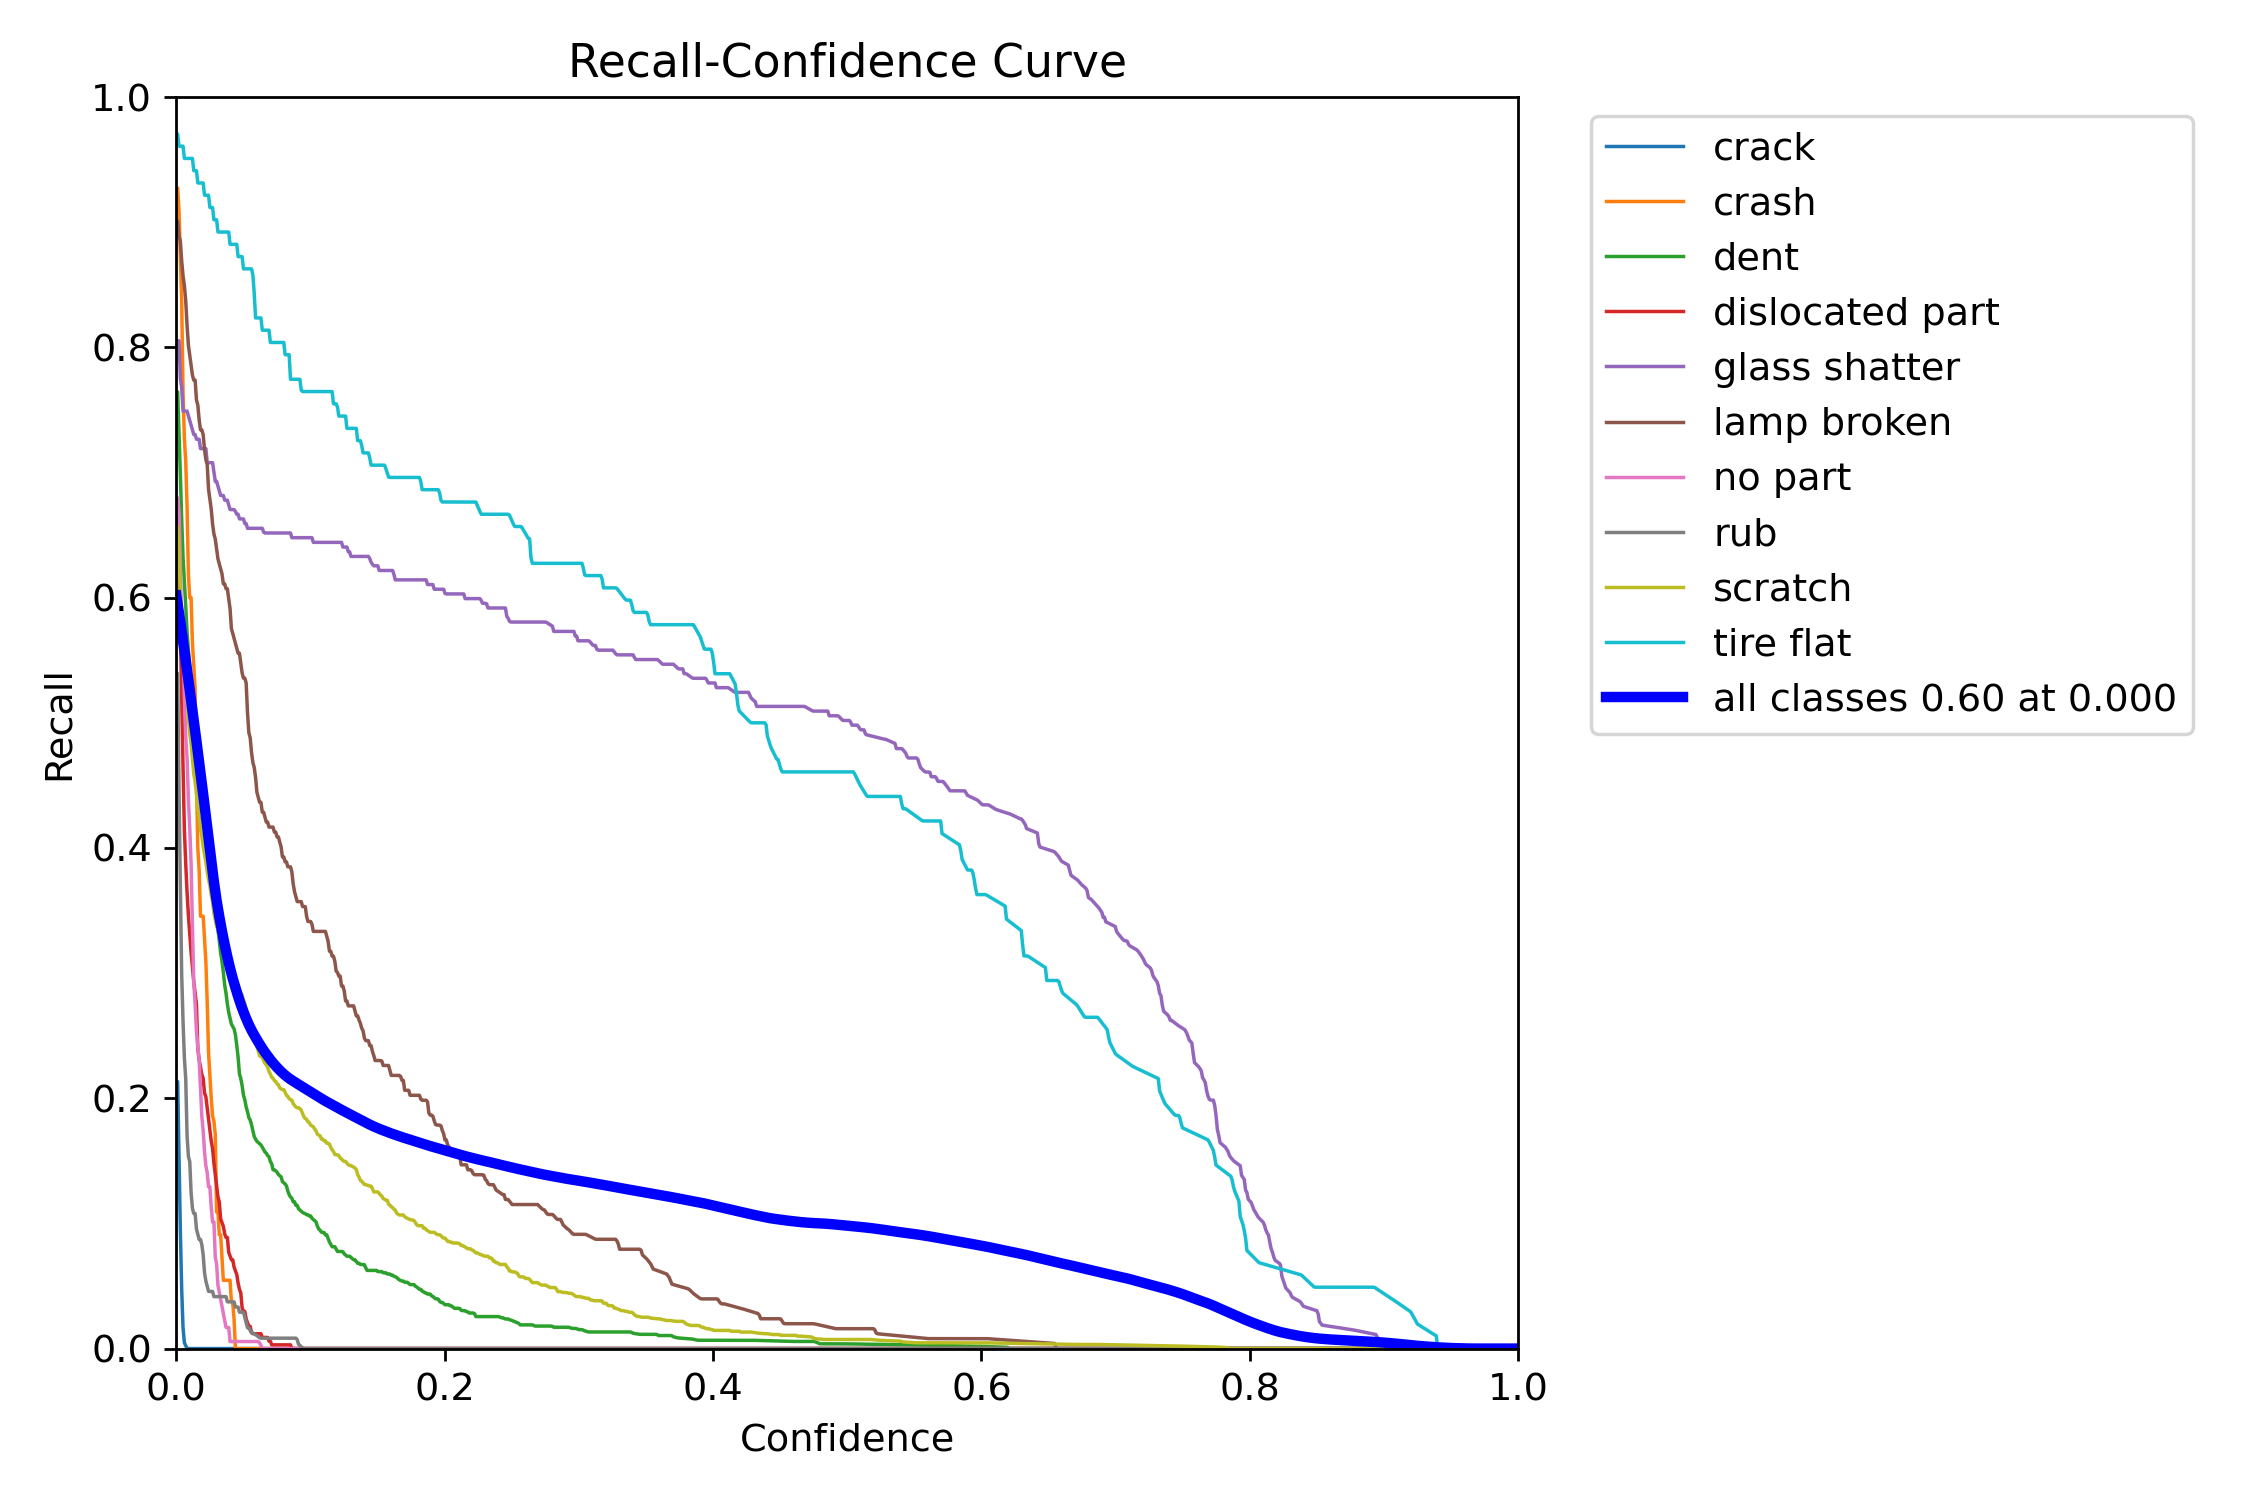 Recall-Confidence Curve
1.0
0.8
0.6
0.4
0.2
0.0
Recall
0.0 0.2 0.4 0.6 0.8 1.0
Confidence
crack
crash
dent
dislocated part
glass shatter
lamp broken
no part
rub
scratch
tire flat
all classes 0.60 at 0.000